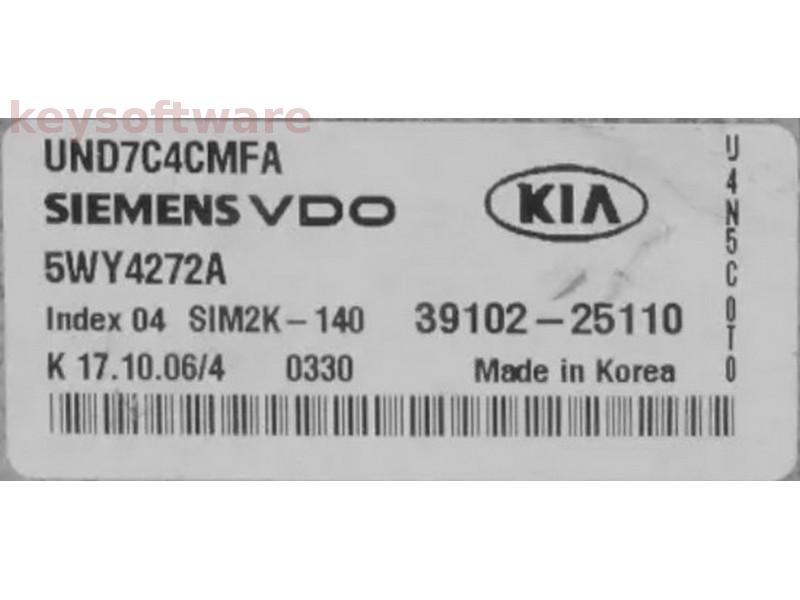 keysoftware
UND7C4CMFA
SIEMENS VDO
KIA
5WY4272A
Index 04 SIM2K-140 39102-25110
K 17.10.06/4 0330 Made in Korea
U4N5C0T0